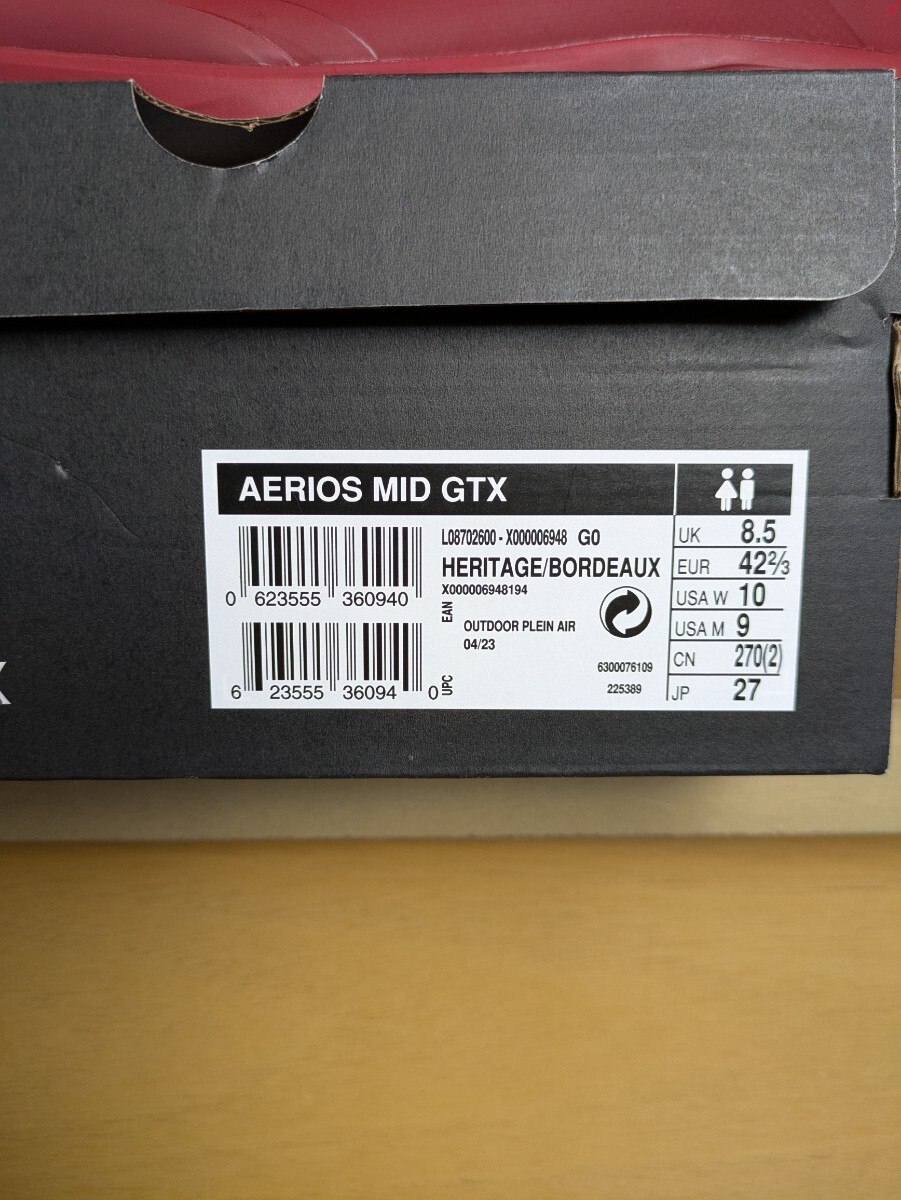 AERIOS MID GTX
L08702600 - X000006948 GO
HERITAGE/BORDEAUX
X000006948194
0 623555 360940
EAN
OUTDOOR PLEIN AIR
04/23
6300076109
225389
6 23555 36094 0
UPC
UK 8.5
EUR 42⅔
USA W 10
USA M 9
CN 270(2)
JP 27
X